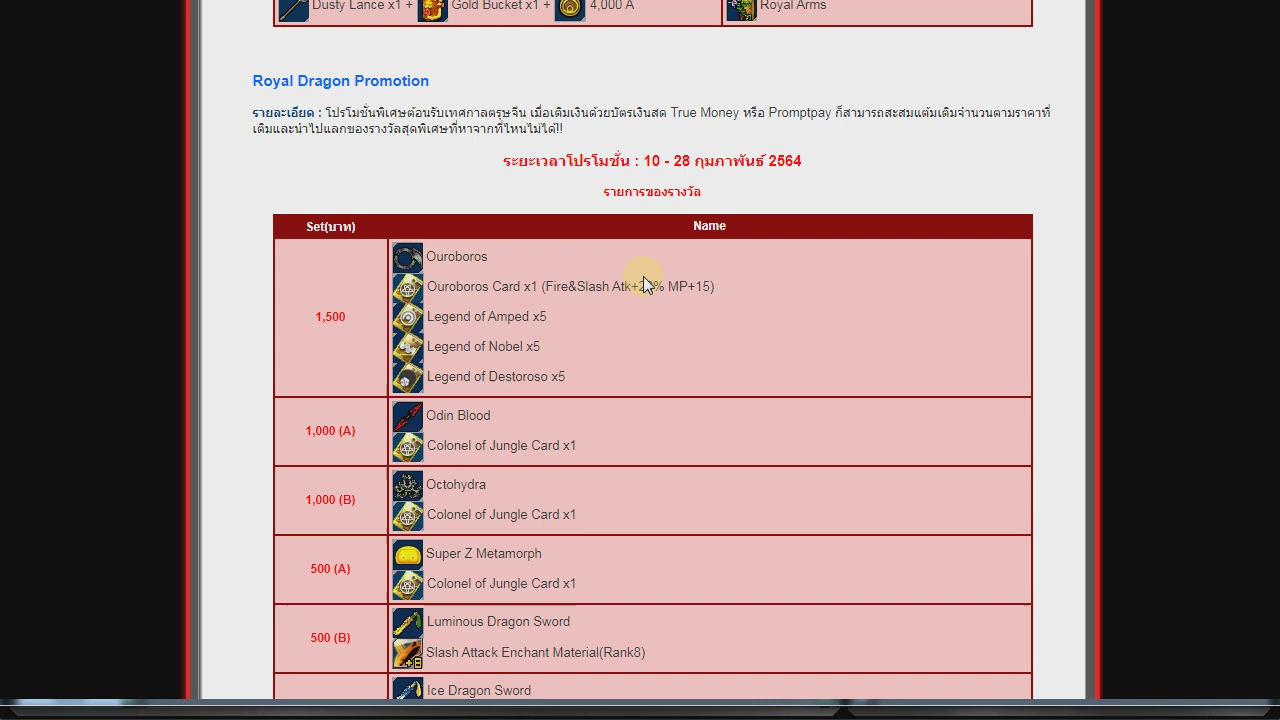 Dusty Lance x1 + Gold Bucket x1 + 4,000 A Royal Arms
Royal Dragon Promotion
รายละเอียด : โปรโมชั่นพิเศษต้อนรับเทศกาลตรุษจีน เมื่อเติมเงินด้วยบัตรเงินสด True Money หรือ Promptpay ก็สามารถสะสมแต้มเติมจำนวนตามราคาที่
เติมและนำไปแลกของรางวัลสุดพิเศษที่หาจากที่ไหนไม่ได้!!
ระยะเวลาโปรโมชั่น : 10 - 28 กุมภาพันธ์ 2564
รายการของรางวัล
Set(บาท) Name
Ouroboros
Ouroboros Card x1 (Fire&Slash Atk+2 % MP+15)
1,500
Legend of Amped x5
Legend of Nobel x5
Legend of Destoroso x5
1,000 (A)
Odin Blood
Colonel of Jungle Card x1
1,000 (B)
Octohydra
Colonel of Jungle Card x1
500 (A)
Super Z Metamorph
Colonel of Jungle Card x1
500 (B)
Luminous Dragon Sword
Slash Attack Enchant Material(Rank8)
+8
Ice Dragon Sword